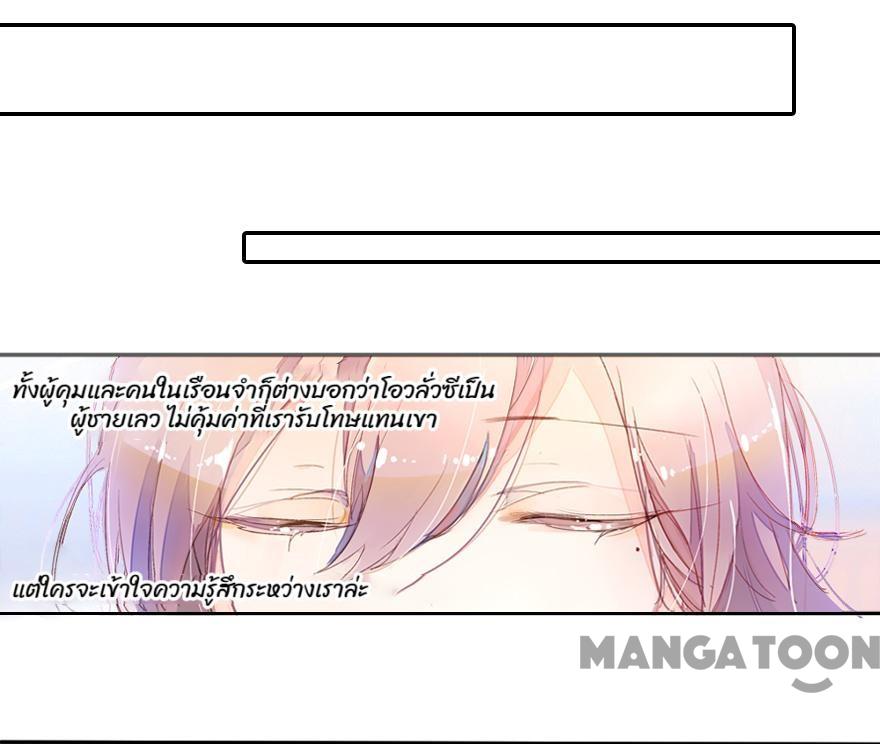 ทั้งผู้คุมและคนในเรือนจำก็ต่างบอกว่าโอวลั่วซีเป็น
ผู้ชายเลว ไม่คุ้มค่าที่เรารับโทษแทนเขา
แต่ใครจะเข้าใจความรู้สึกระหว่างเราล่ะ
MANGATOON